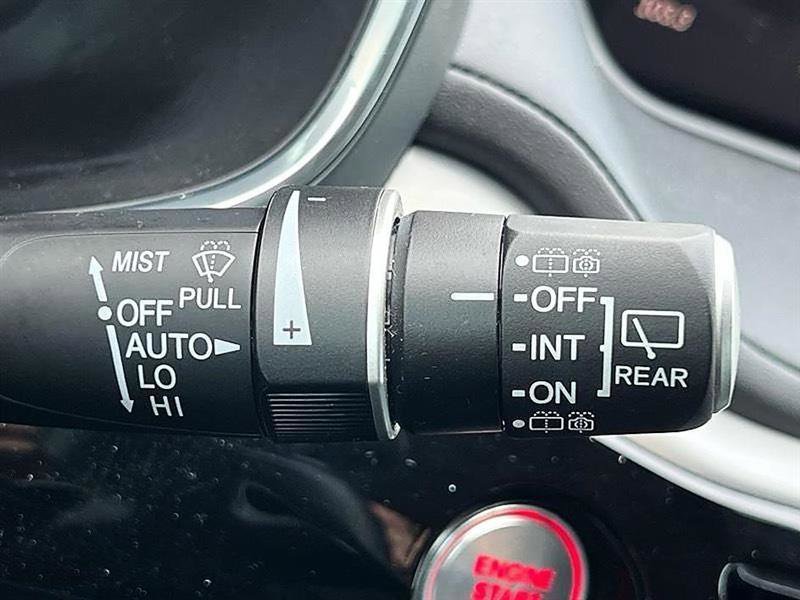 MIST
PULL
OFF
AUTO
LO
HI
-
+
OFF
INT
ON
REAR
ENGINE
START